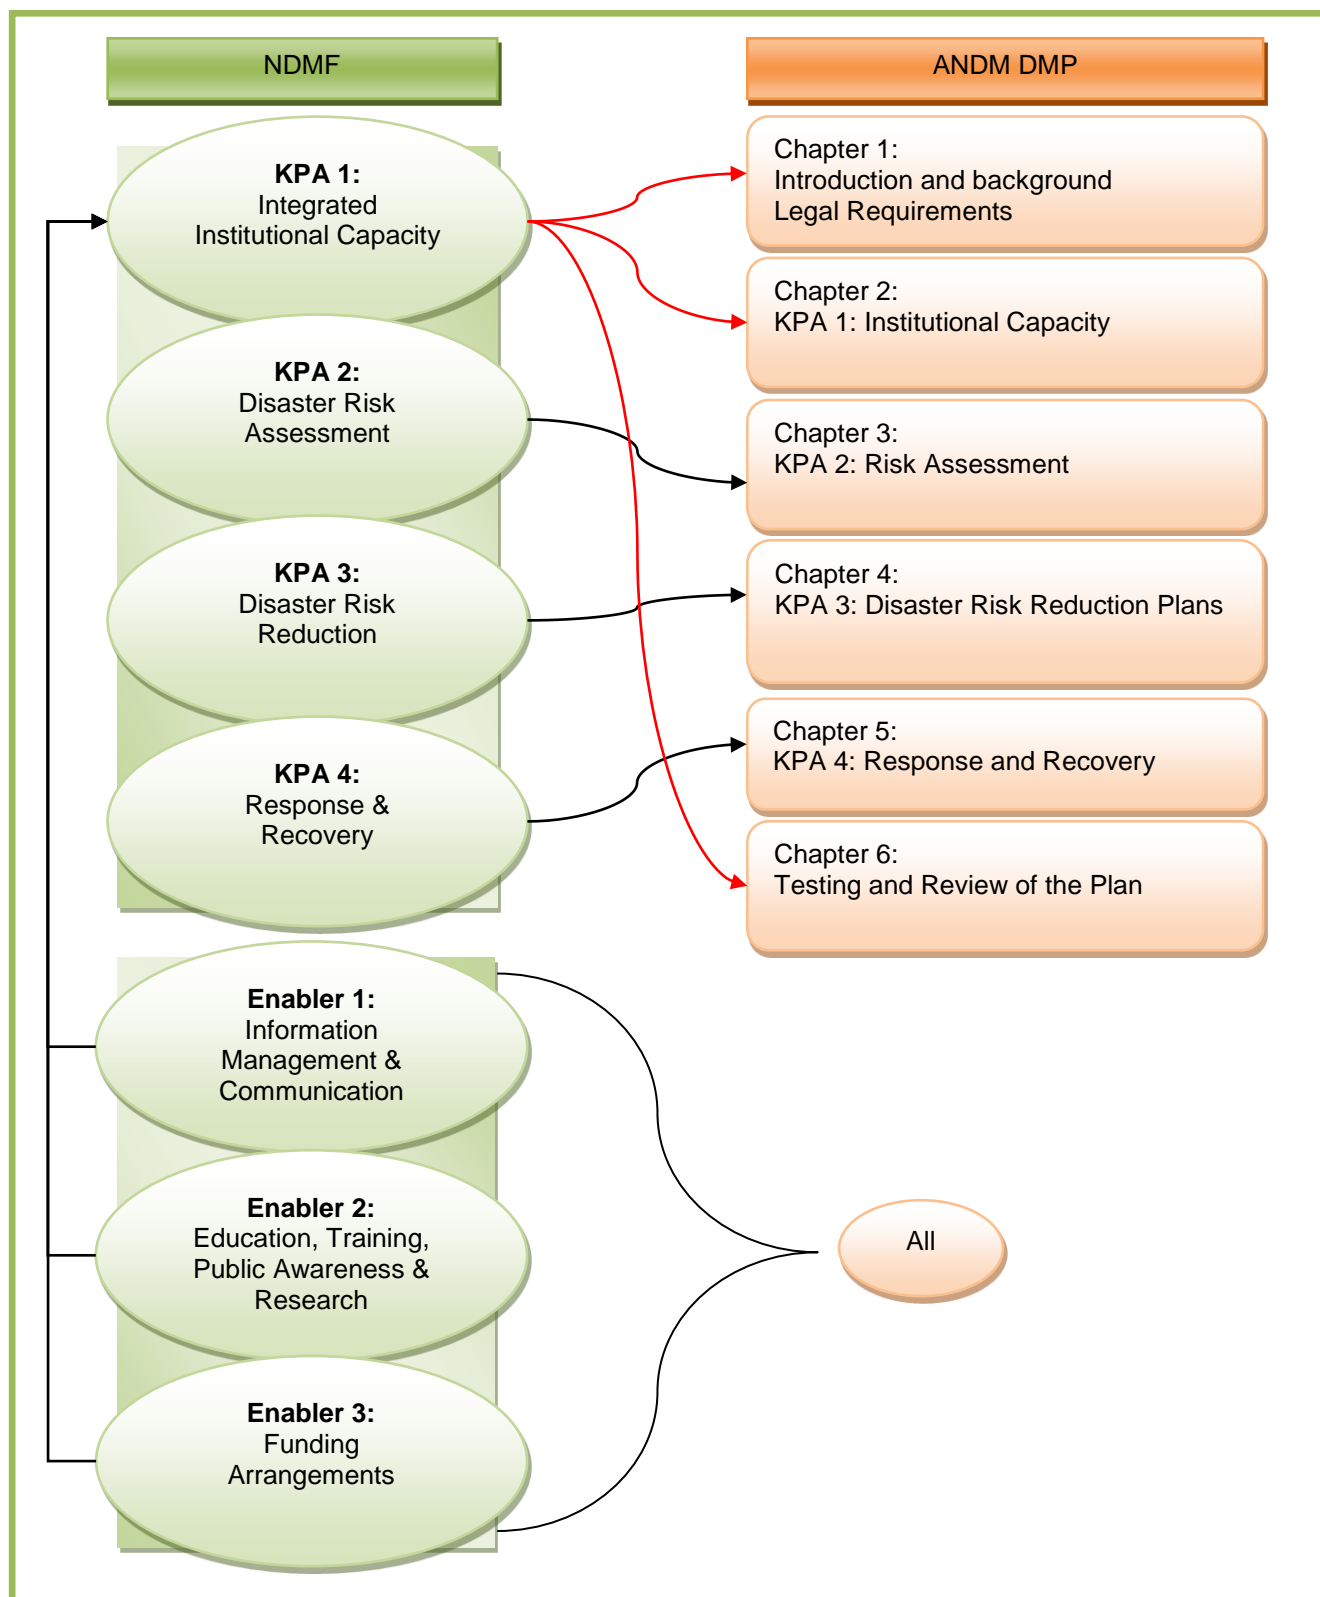 NDMF
ANDM DMP
KPA 1:
Integrated
Institutional Capacity
KPA 2:
Disaster Risk
Assessment
KPA 3:
Disaster Risk
Reduction
KPA 4:
Response &
Recovery
Enabler 1:
Information
Management &
Communication
Enabler 2:
Education, Training,
Public Awareness &
Research
Enabler 3:
Funding
Arrangements
Chapter 1:
Introduction and background
Legal Requirements
Chapter 2:
KPA 1: Institutional Capacity
Chapter 3:
KPA 2: Risk Assessment
Chapter 4:
KPA 3: Disaster Risk Reduction Plans
Chapter 5:
KPA 4: Response and Recovery
Chapter 6:
Testing and Review of the Plan
All